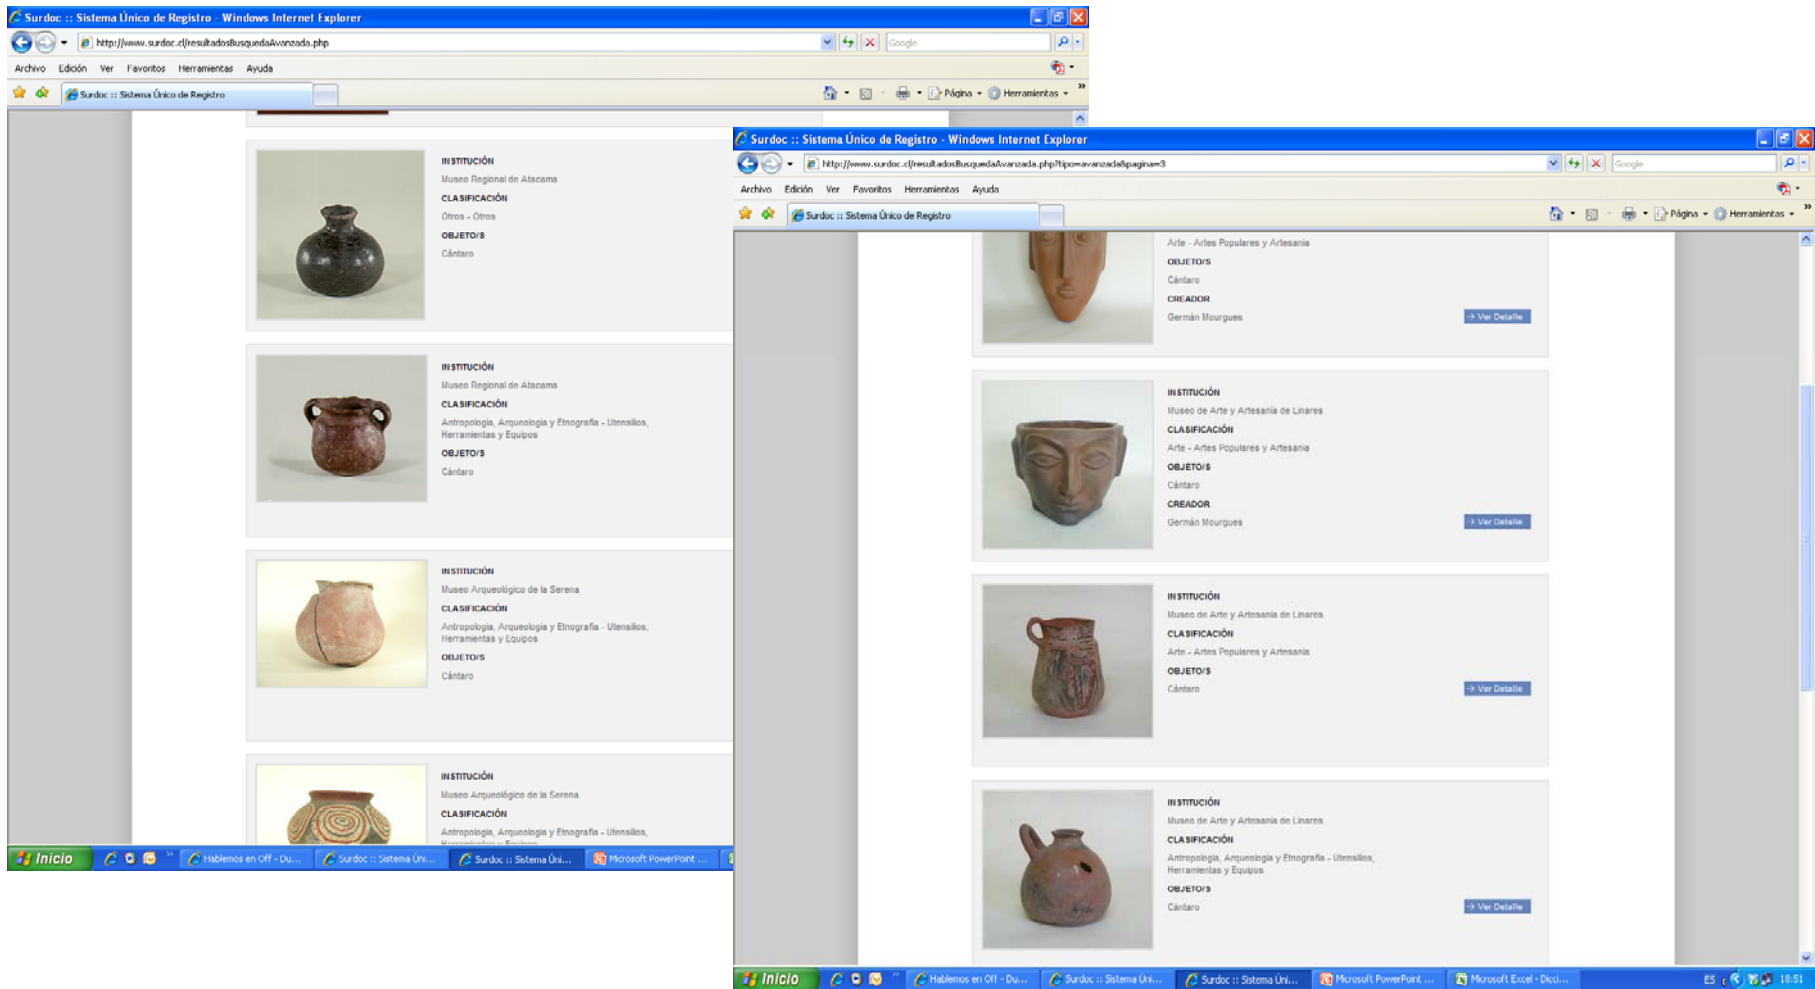 Surdoc :: Sistema Único de Registro - Windows Internet Explorer
http://www.surdoc.cl/resultadosBusquedaAvanzada.php
Google
Archivo Edición Ver Favoritos Herramientas Ayuda
Surdoc :: Sistema Único de Registro
Página
Herramientas
INSTITUCIÓN
Museo Regional de Atacama
CLASIFICACIÓN
Otros - Otros
OBJETO/S
Cántaro
INSTITUCIÓN
Museo Regional de Atacama
CLASIFICACIÓN
Antropología, Arqueología y Etnografía - Utensilios,
Herramientas y Equipos
OBJETO/S
Cántaro
INSTITUCIÓN
Museo Arqueológico de la Serena
CLASIFICACIÓN
Antropología, Arqueología y Etnografía - Utensilios,
Herramientas y Equipos
OBJETO/S
Cántaro
INSTITUCIÓN
Museo Arqueológico de la Serena
CLASIFICACIÓN
Antropología, Arqueología y Etnografía - Utensilios,
Herramientas y Equipos
Inicio
Hablemos en Off - Du...
Surdoc :: Sistema Úni...
Surdoc :: Sistema Úni...
Microsoft PowerPoint ...
Surdoc :: Sistema Único de Registro - Windows Internet Explorer
http://www.surdoc.cl/resultadosBusquedaAvanzada.php?tipo=avanzada&pagina=3
Google
Archivo Edición Ver Favoritos Herramientas Ayuda
Surdoc :: Sistema Único de Registro
Página
Herramientas
Arte - Artes Populares y Artesanía
OBJETO/S
Cántaro
CREADOR
Germán Mourgues
Ver Detalle
INSTITUCIÓN
Museo de Arte y Artesanía de Linares
CLASIFICACIÓN
Arte - Artes Populares y Artesanía
OBJETO/S
Cántaro
CREADOR
Germán Mourgues
Ver Detalle
INSTITUCIÓN
Museo de Arte y Artesanía de Linares
CLASIFICACIÓN
Arte - Artes Populares y Artesanía
OBJETO/S
Cántaro
Ver Detalle
INSTITUCIÓN
Museo de Arte y Artesanía de Linares
CLASIFICACIÓN
Antropología, Arqueología y Etnografía - Utensilios,
Herramientas y Equipos
OBJETO/S
Cántaro
Ver Detalle
Inicio
Hablemos en Off - Du...
Surdoc :: Sistema Úni...
Surdoc :: Sistema Úni...
Microsoft PowerPoint ...
Microsoft Excel - Dicci...
ES
18:51